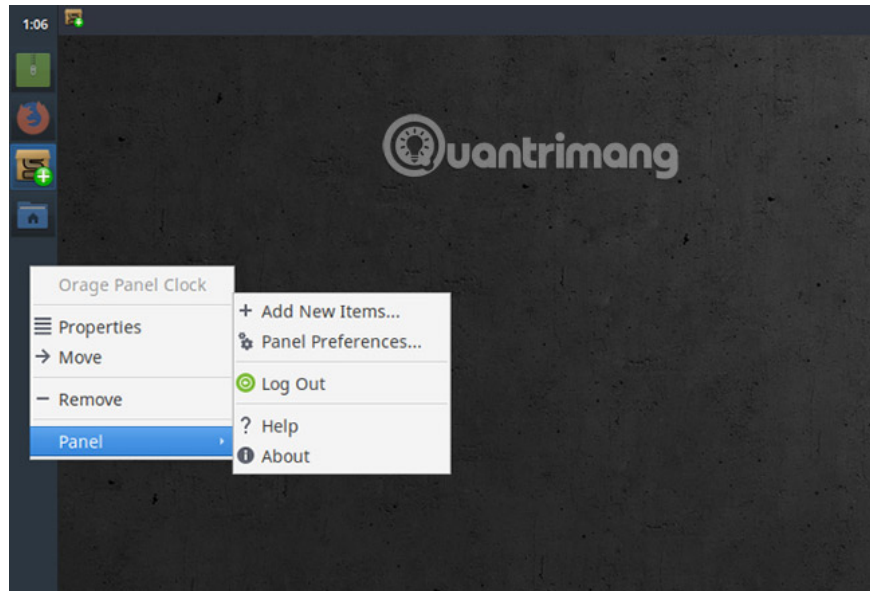 1:06
Quantrimang
Orage Panel Clock
Properties
Move
Remove
Panel
Add New Items...
Panel Preferences...
Log Out
Help
About